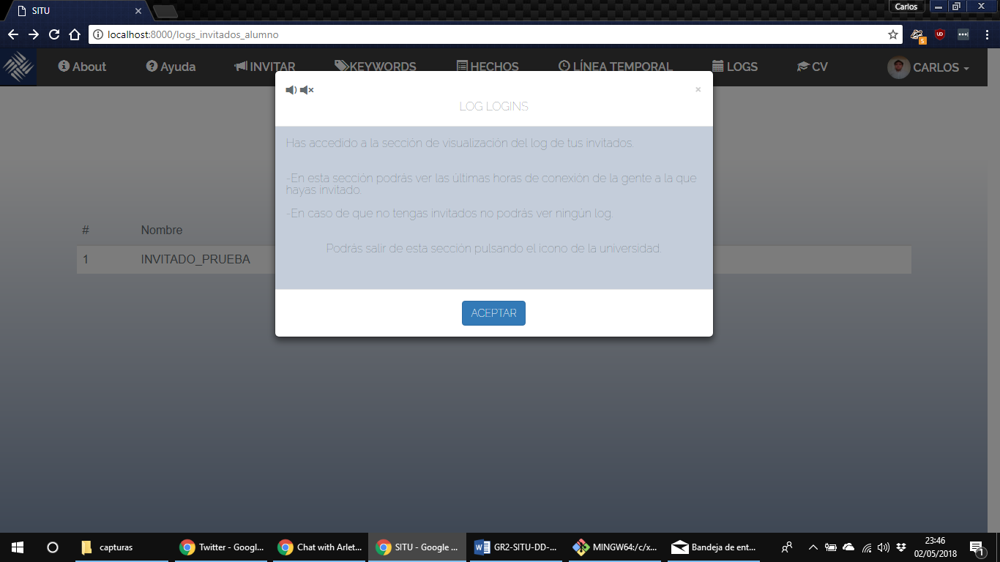 SITU
Carlos
localhost:8000/logs_invitados_alumno
5
About
Ayuda
INVITAR
KEYWORDS
HECHOS
LÍNEA TEMPORAL
LOGS
CV
CARLOS
LOG LOGINS
Has accedido a la sección de visualización del log de tus invitados.
-En esta sección podrás ver las últimas horas de conexión de la gente a la que
hayas invitado.
-En caso de que no tengas invitados no podrás ver ningún log.
Podrás salir de esta sección pulsando el icono de la universidad.
ACEPTAR
# Nombre
1 INVITADO_PRUEBA
capturas
Twitter - Googl...
Chat with Arlet...
SITU - Google ...
GR2-SITU-DD-...
MINGW64:/c/x...
Bandeja de ent...
23:46
02/05/2018
1